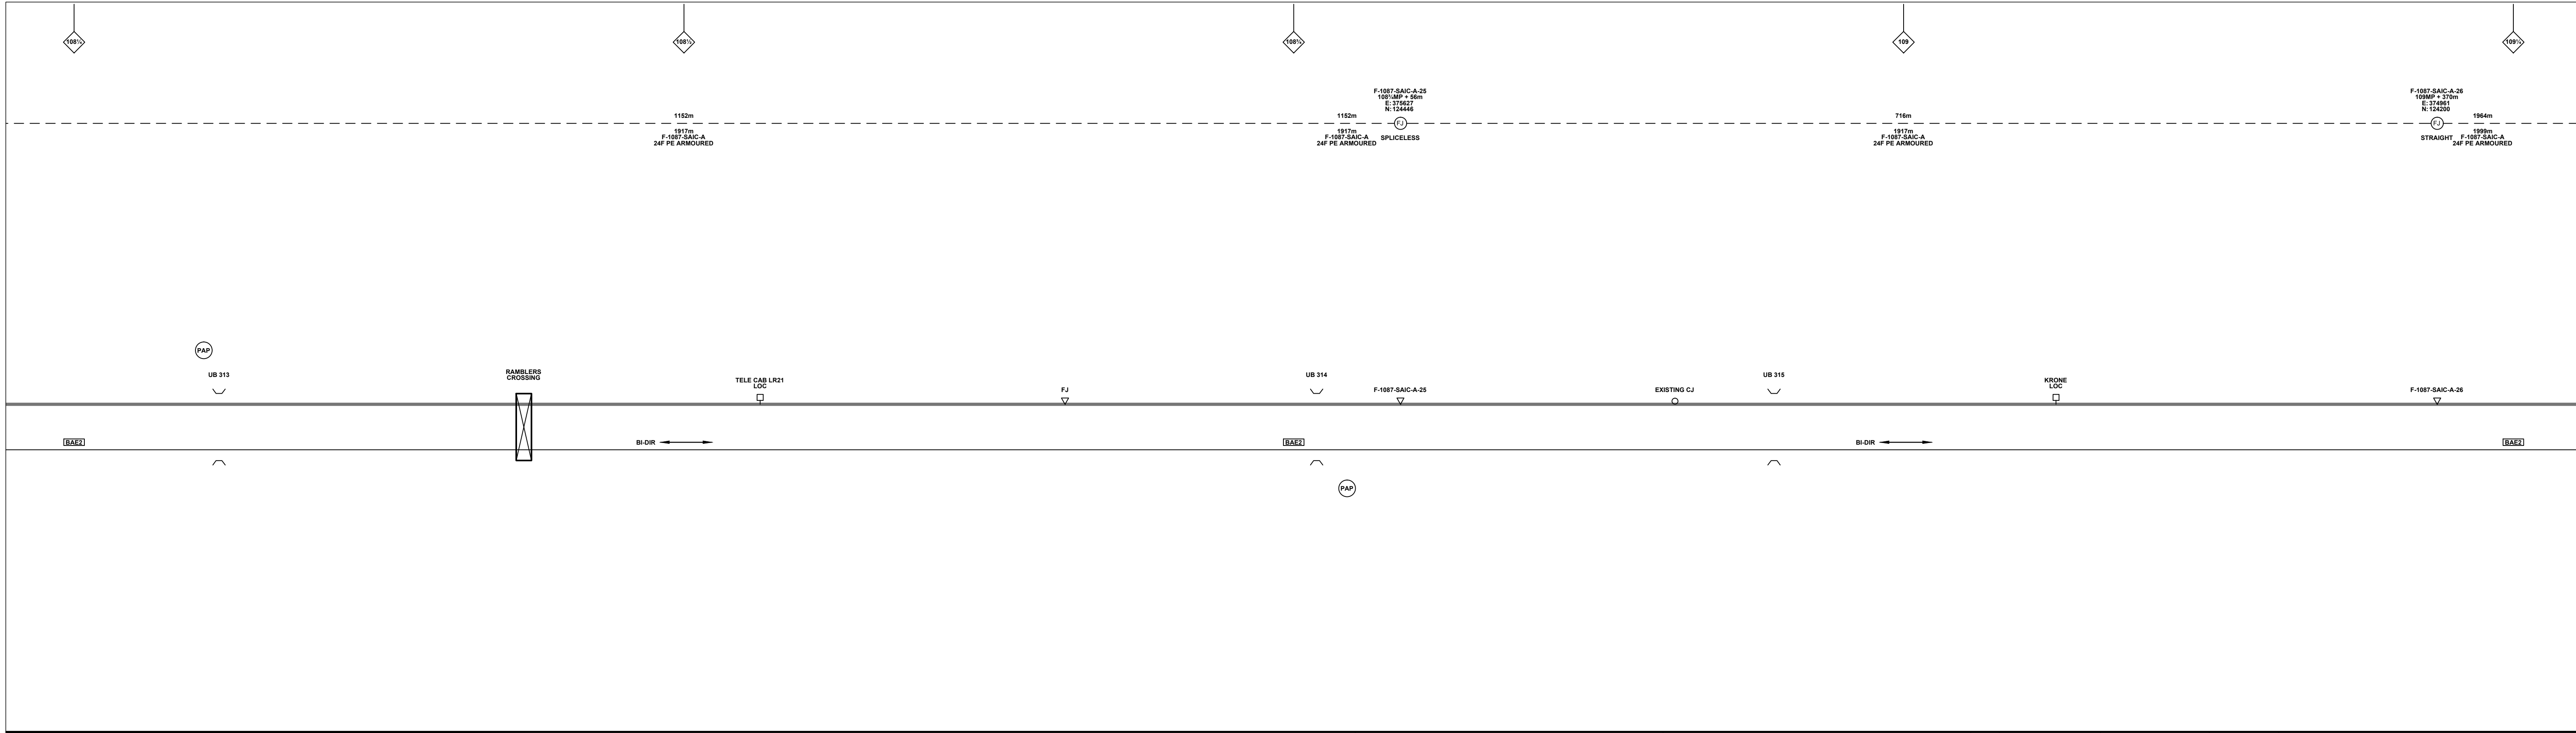 108¼
108½
108¾
109
109¼
F-1087-SAIC-A-25
108¾MP + 56m
E: 375627
N: 124446
F-1087-SAIC-A-26
109MP + 370m
E: 374961
N: 124200
1152m
1152m
716m
1964m
FJ
FJ
1917m
F-1087-SAIC-A
24F PE ARMOURED
1917m
F-1087-SAIC-A
24F PE ARMOURED
SPLICELESS
1917m
F-1087-SAIC-A
24F PE ARMOURED
STRAIGHT
1999m
F-1087-SAIC-A
24F PE ARMOURED
PAP
UB 313
RAMBLERS
CROSSING
TELE CAB LR21
LOC
FJ
UB 314
F-1087-SAIC-A-25
EXISTING CJ
UB 315
KRONE
LOC
F-1087-SAIC-A-26
BAE2
BI-DIR
BAE2
BI-DIR
BAE2
PAP